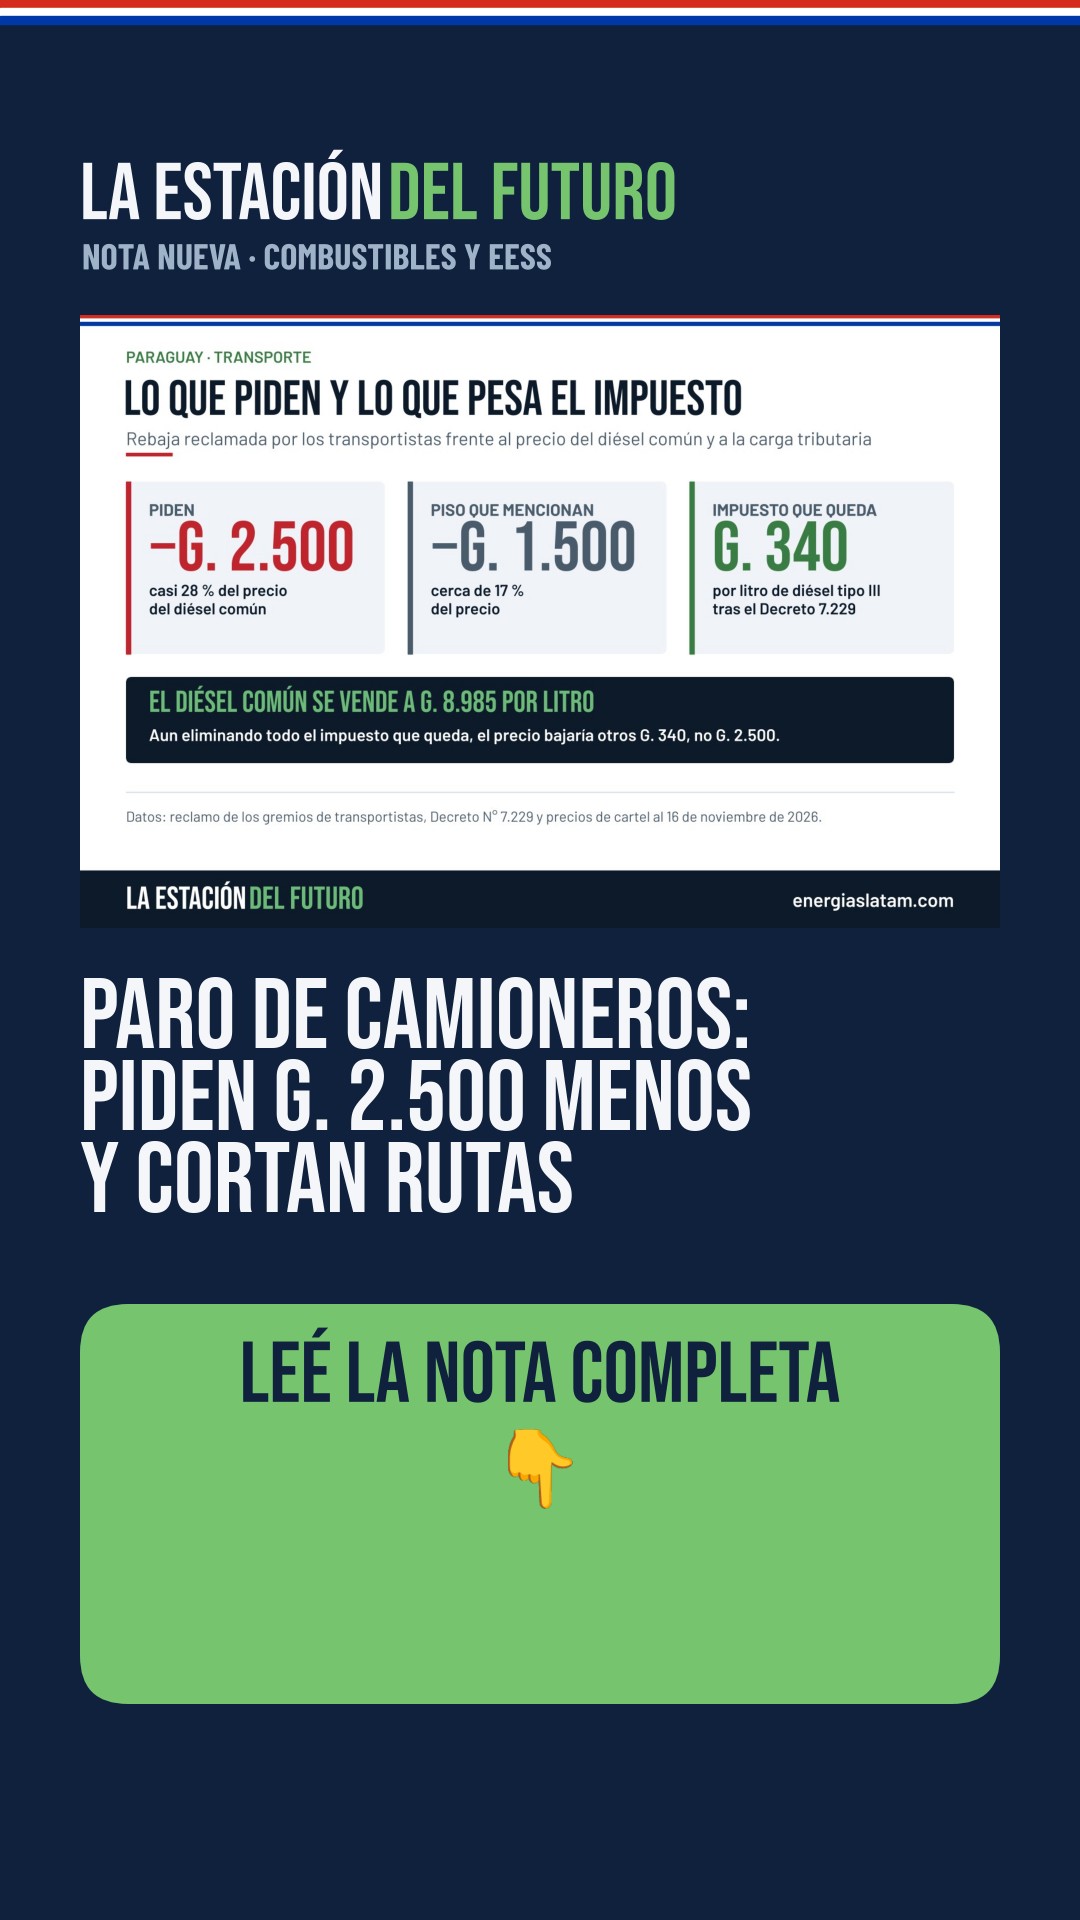 LA ESTACIÓN DEL FUTURO
NOTA NUEVA · COMBUSTIBLES Y EESS
PARAGUAY · TRANSPORTE
LO QUE PIDEN Y LO QUE PESA EL IMPUESTO
Rebaja reclamada por los transportistas frente al precio del diésel común y a la carga tributaria
PIDEN
−G. 2.500
casi 28 % del precio
del diésel común
PISO QUE MENCIONAN
−G. 1.500
cerca de 17 %
del precio
IMPUESTO QUE QUEDA
G. 340
por litro de diésel tipo III
tras el Decreto 7.229
EL DIÉSEL COMÚN SE VENDE A G. 8.985 POR LITRO
Aun eliminando todo el impuesto que queda, el precio bajaría otros G. 340, no G. 2.500.
Datos: reclamo de los gremios de transportistas, Decreto N° 7.229 y precios de cartel al 16 de noviembre de 2026.
LA ESTACIÓN DEL FUTURO
energiaslatam.com
PARO DE CAMIONEROS:
PIDEN G. 2.500 MENOS
Y CORTAN RUTAS
LEÉ LA NOTA COMPLETA
👇